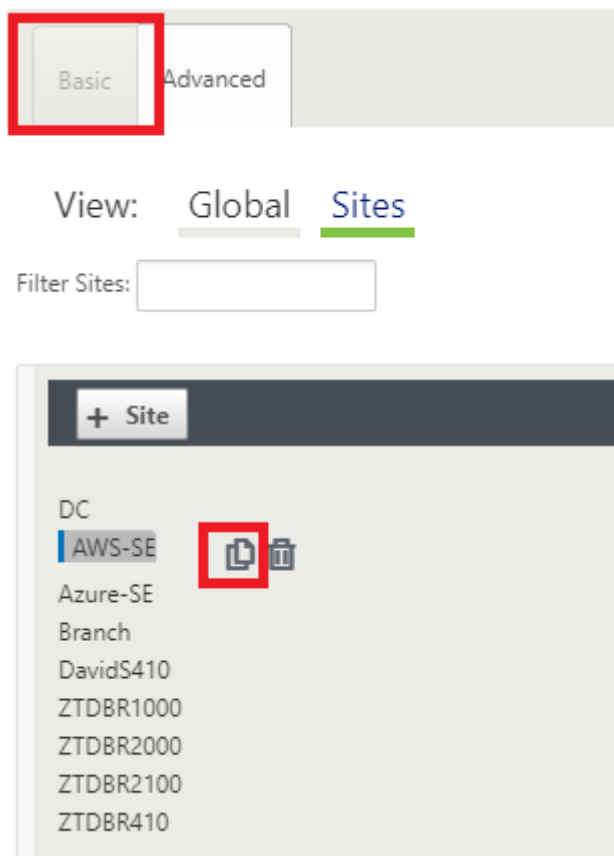 Basic Advanced
View: Global Sites
Filter Sites:
+ Site
DC
AWS-SE
Azure-SE
Branch
DavidS410
ZTDBR1000
ZTDBR2000
ZTDBR2100
ZTDBR410